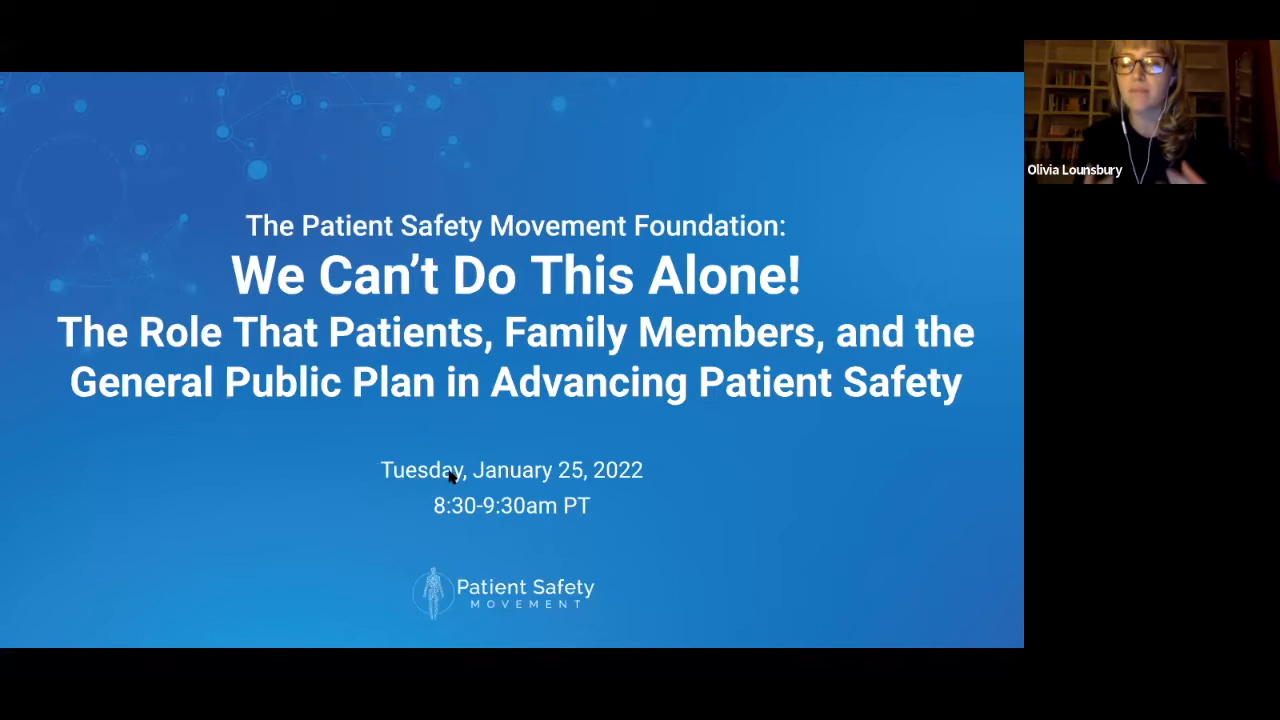 The Patient Safety Movement Foundation:
We Can't Do This Alone!
The Role That Patients, Family Members, and the
General Public Plan in Advancing Patient Safety
Tuesday, January 25, 2022
8:30-9:30am PT
Patient Safety
MOVEMENT
Olivia Lounsbury